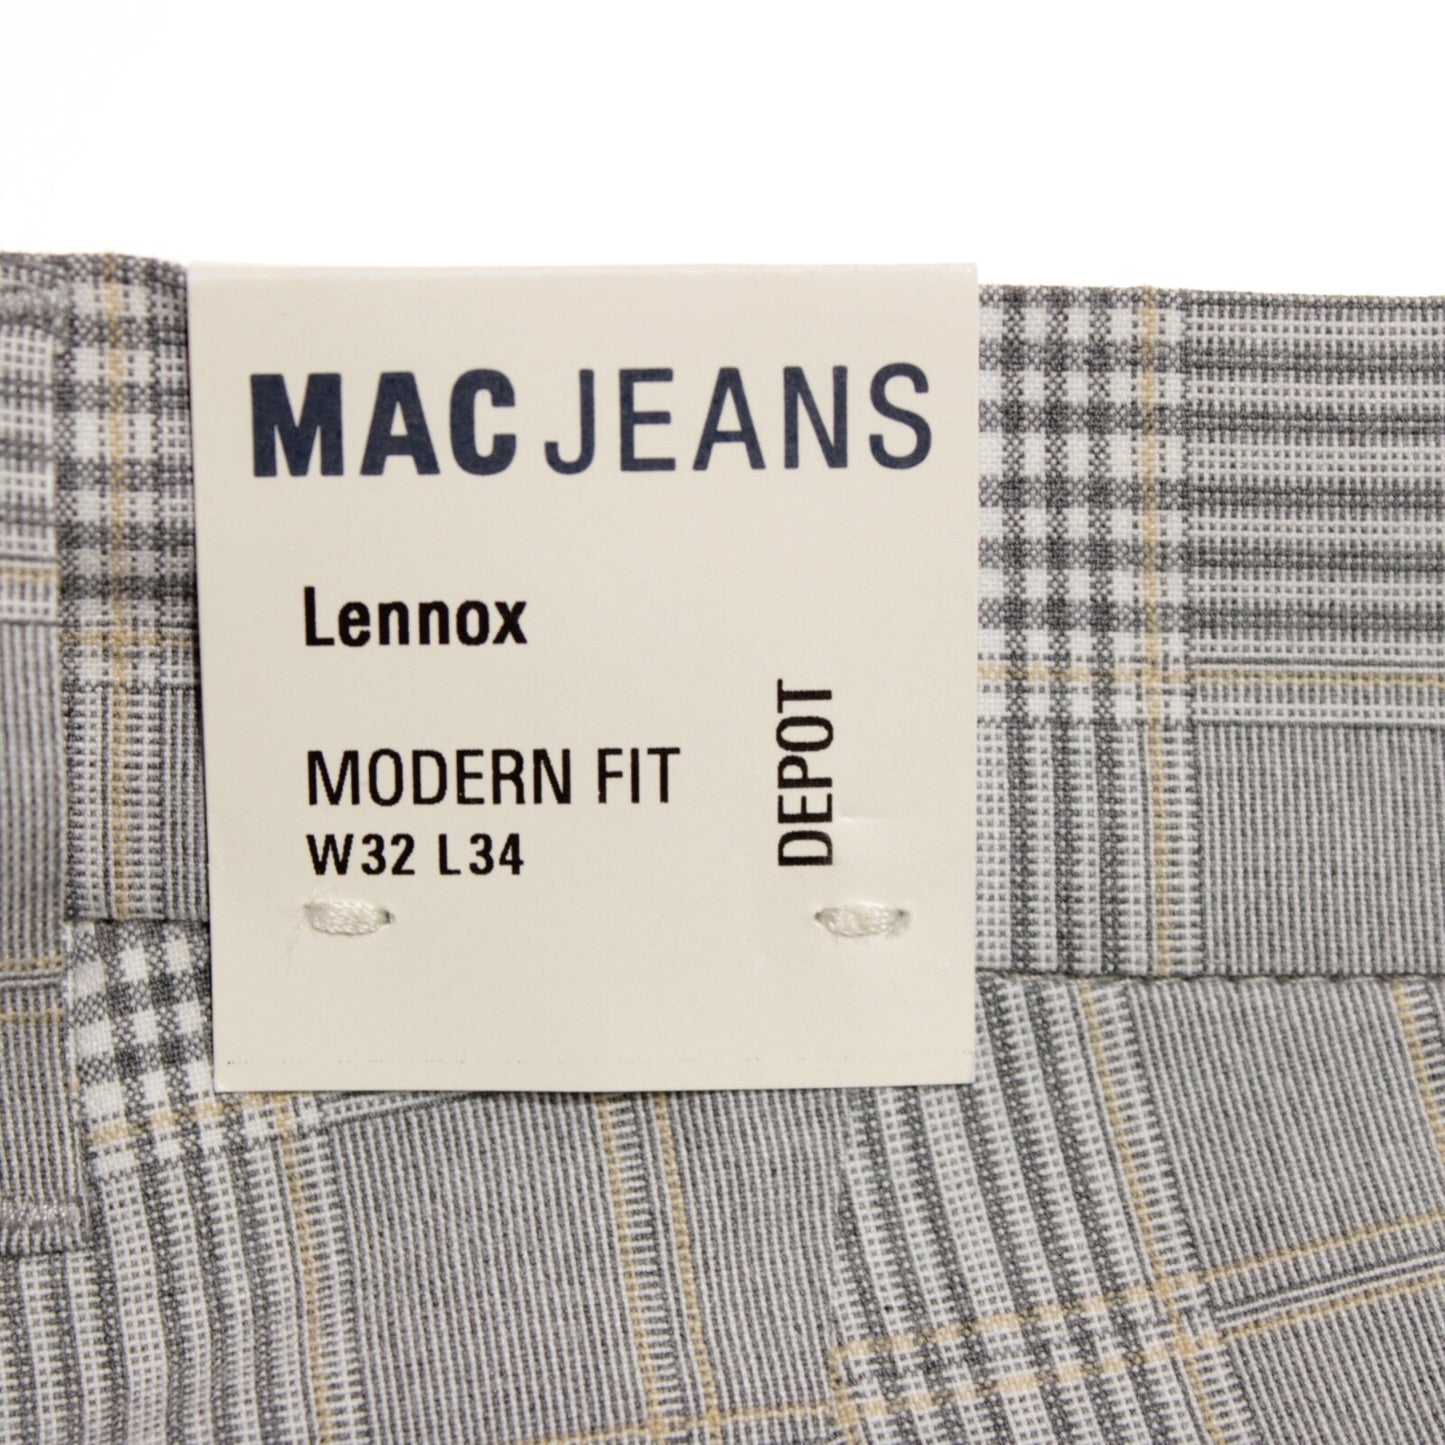 MAC JEANS
Lennox
MODERN FIT
W32 L34
DEPOT